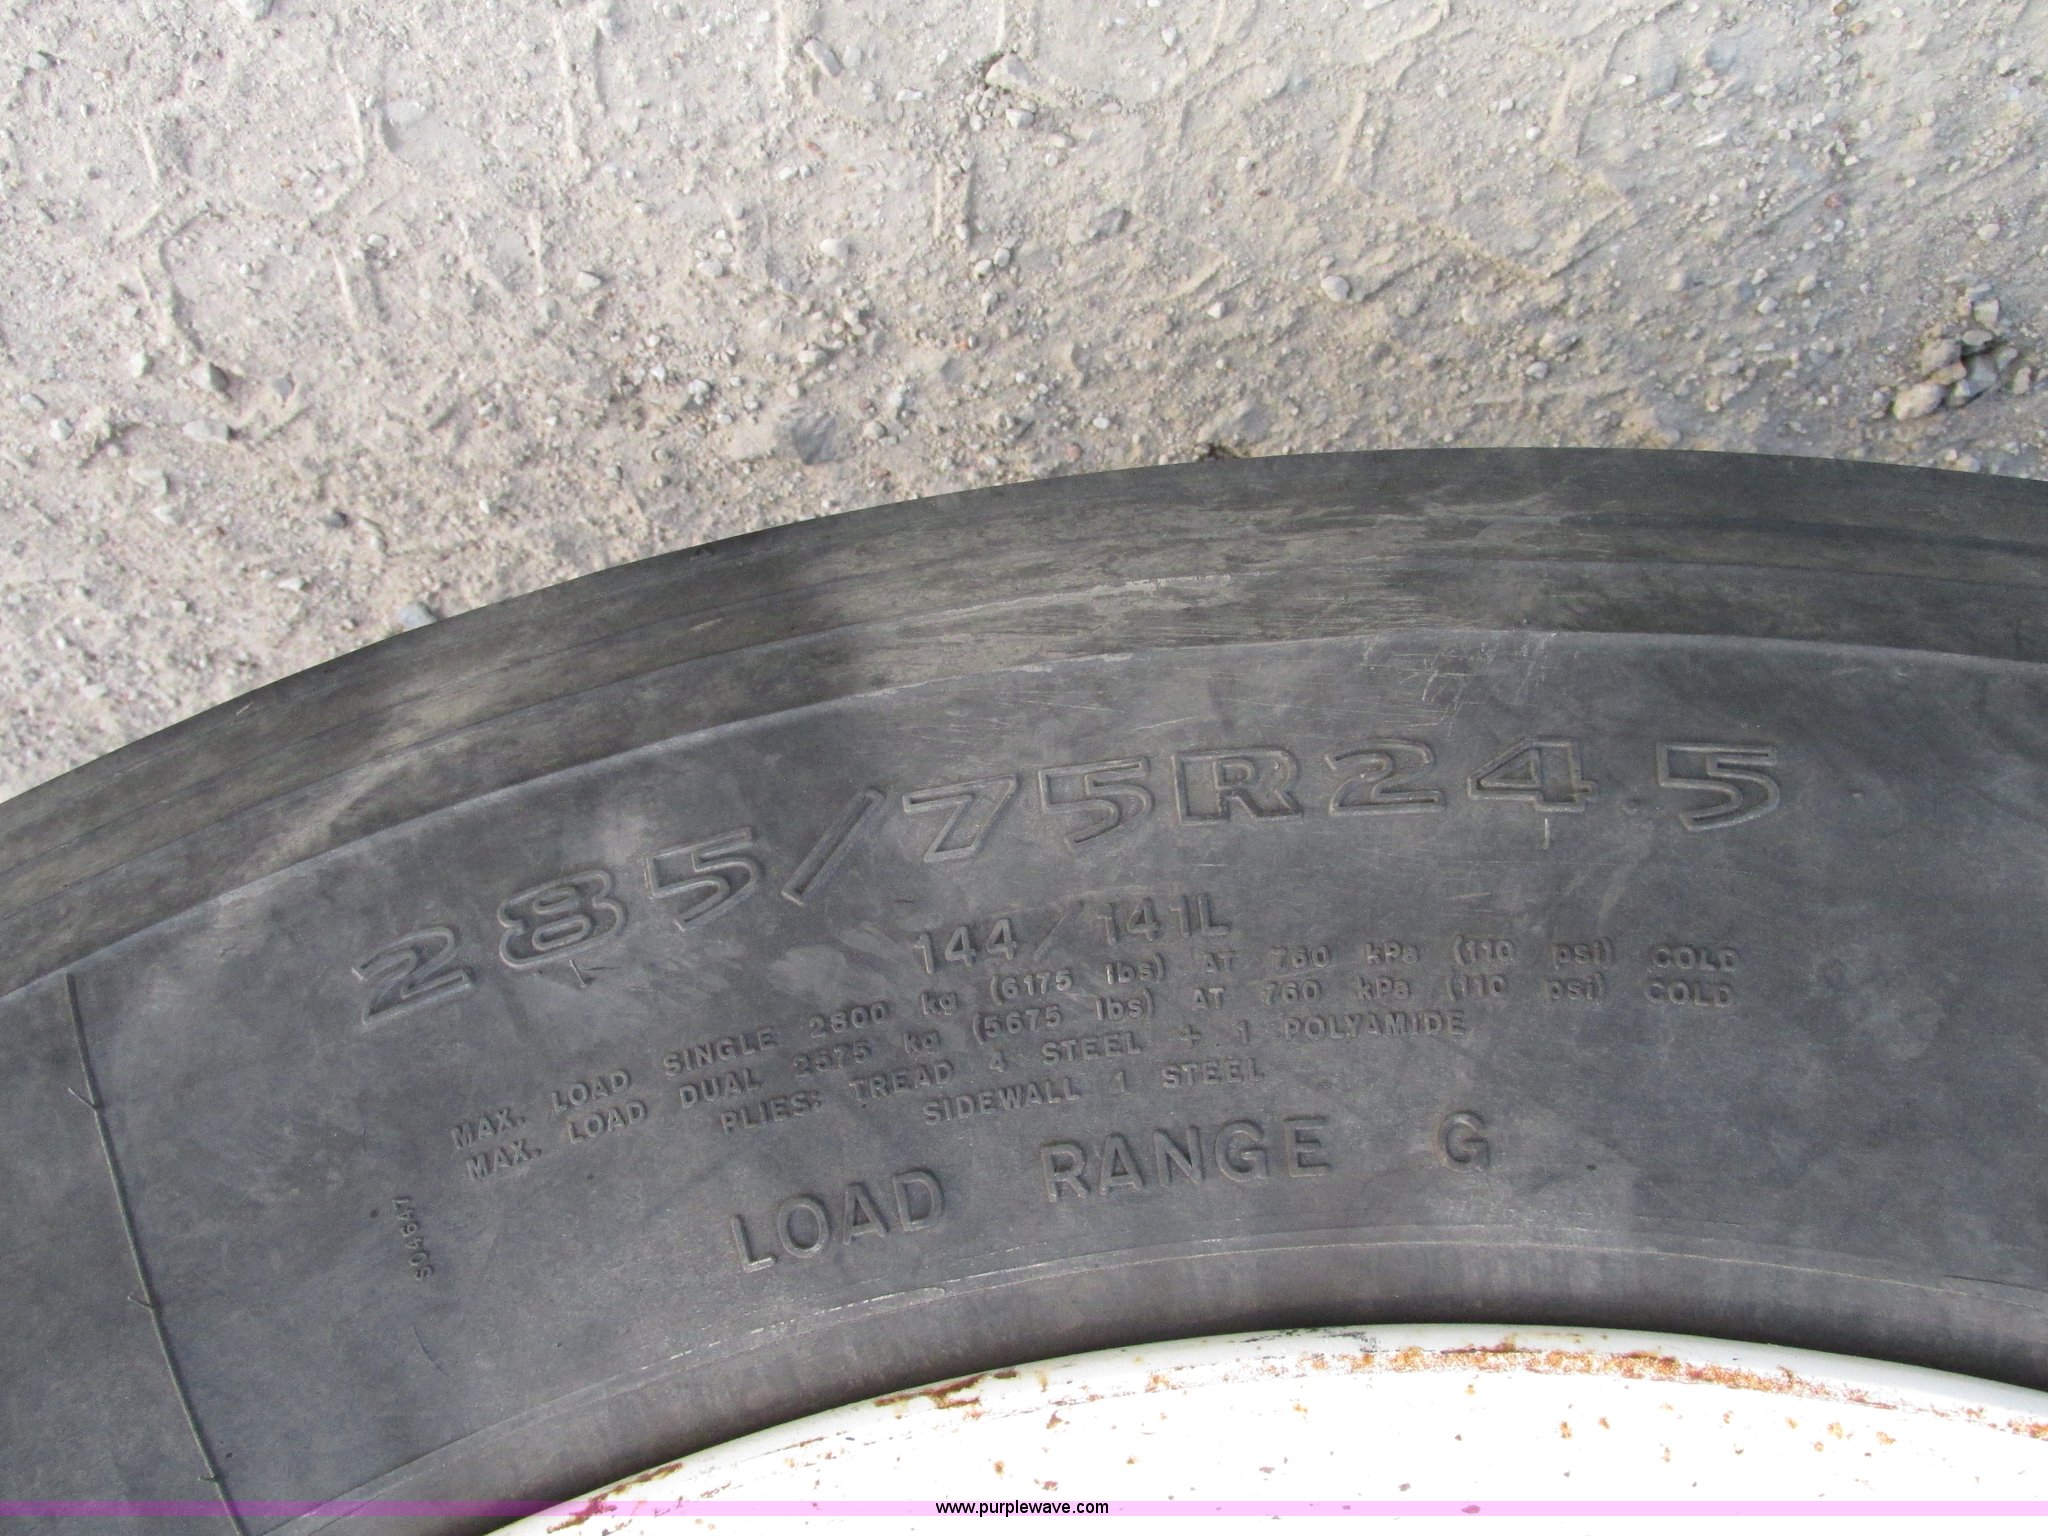 285/75R24.5
144/141L
MAX. LOAD SINGLE 2800 kg (6175 lbs) AT 760 kPa (110 psi) COLD
MAX. LOAD DUAL 2575 kg (5675 lbs) AT 760 kPa (110 psi) COLD
PLIES: TREAD 4 STEEL + 1 POLYAMIDE
SIDEWALL 1 STEEL
LOAD RANGE G
S04647
www.purplewave.com